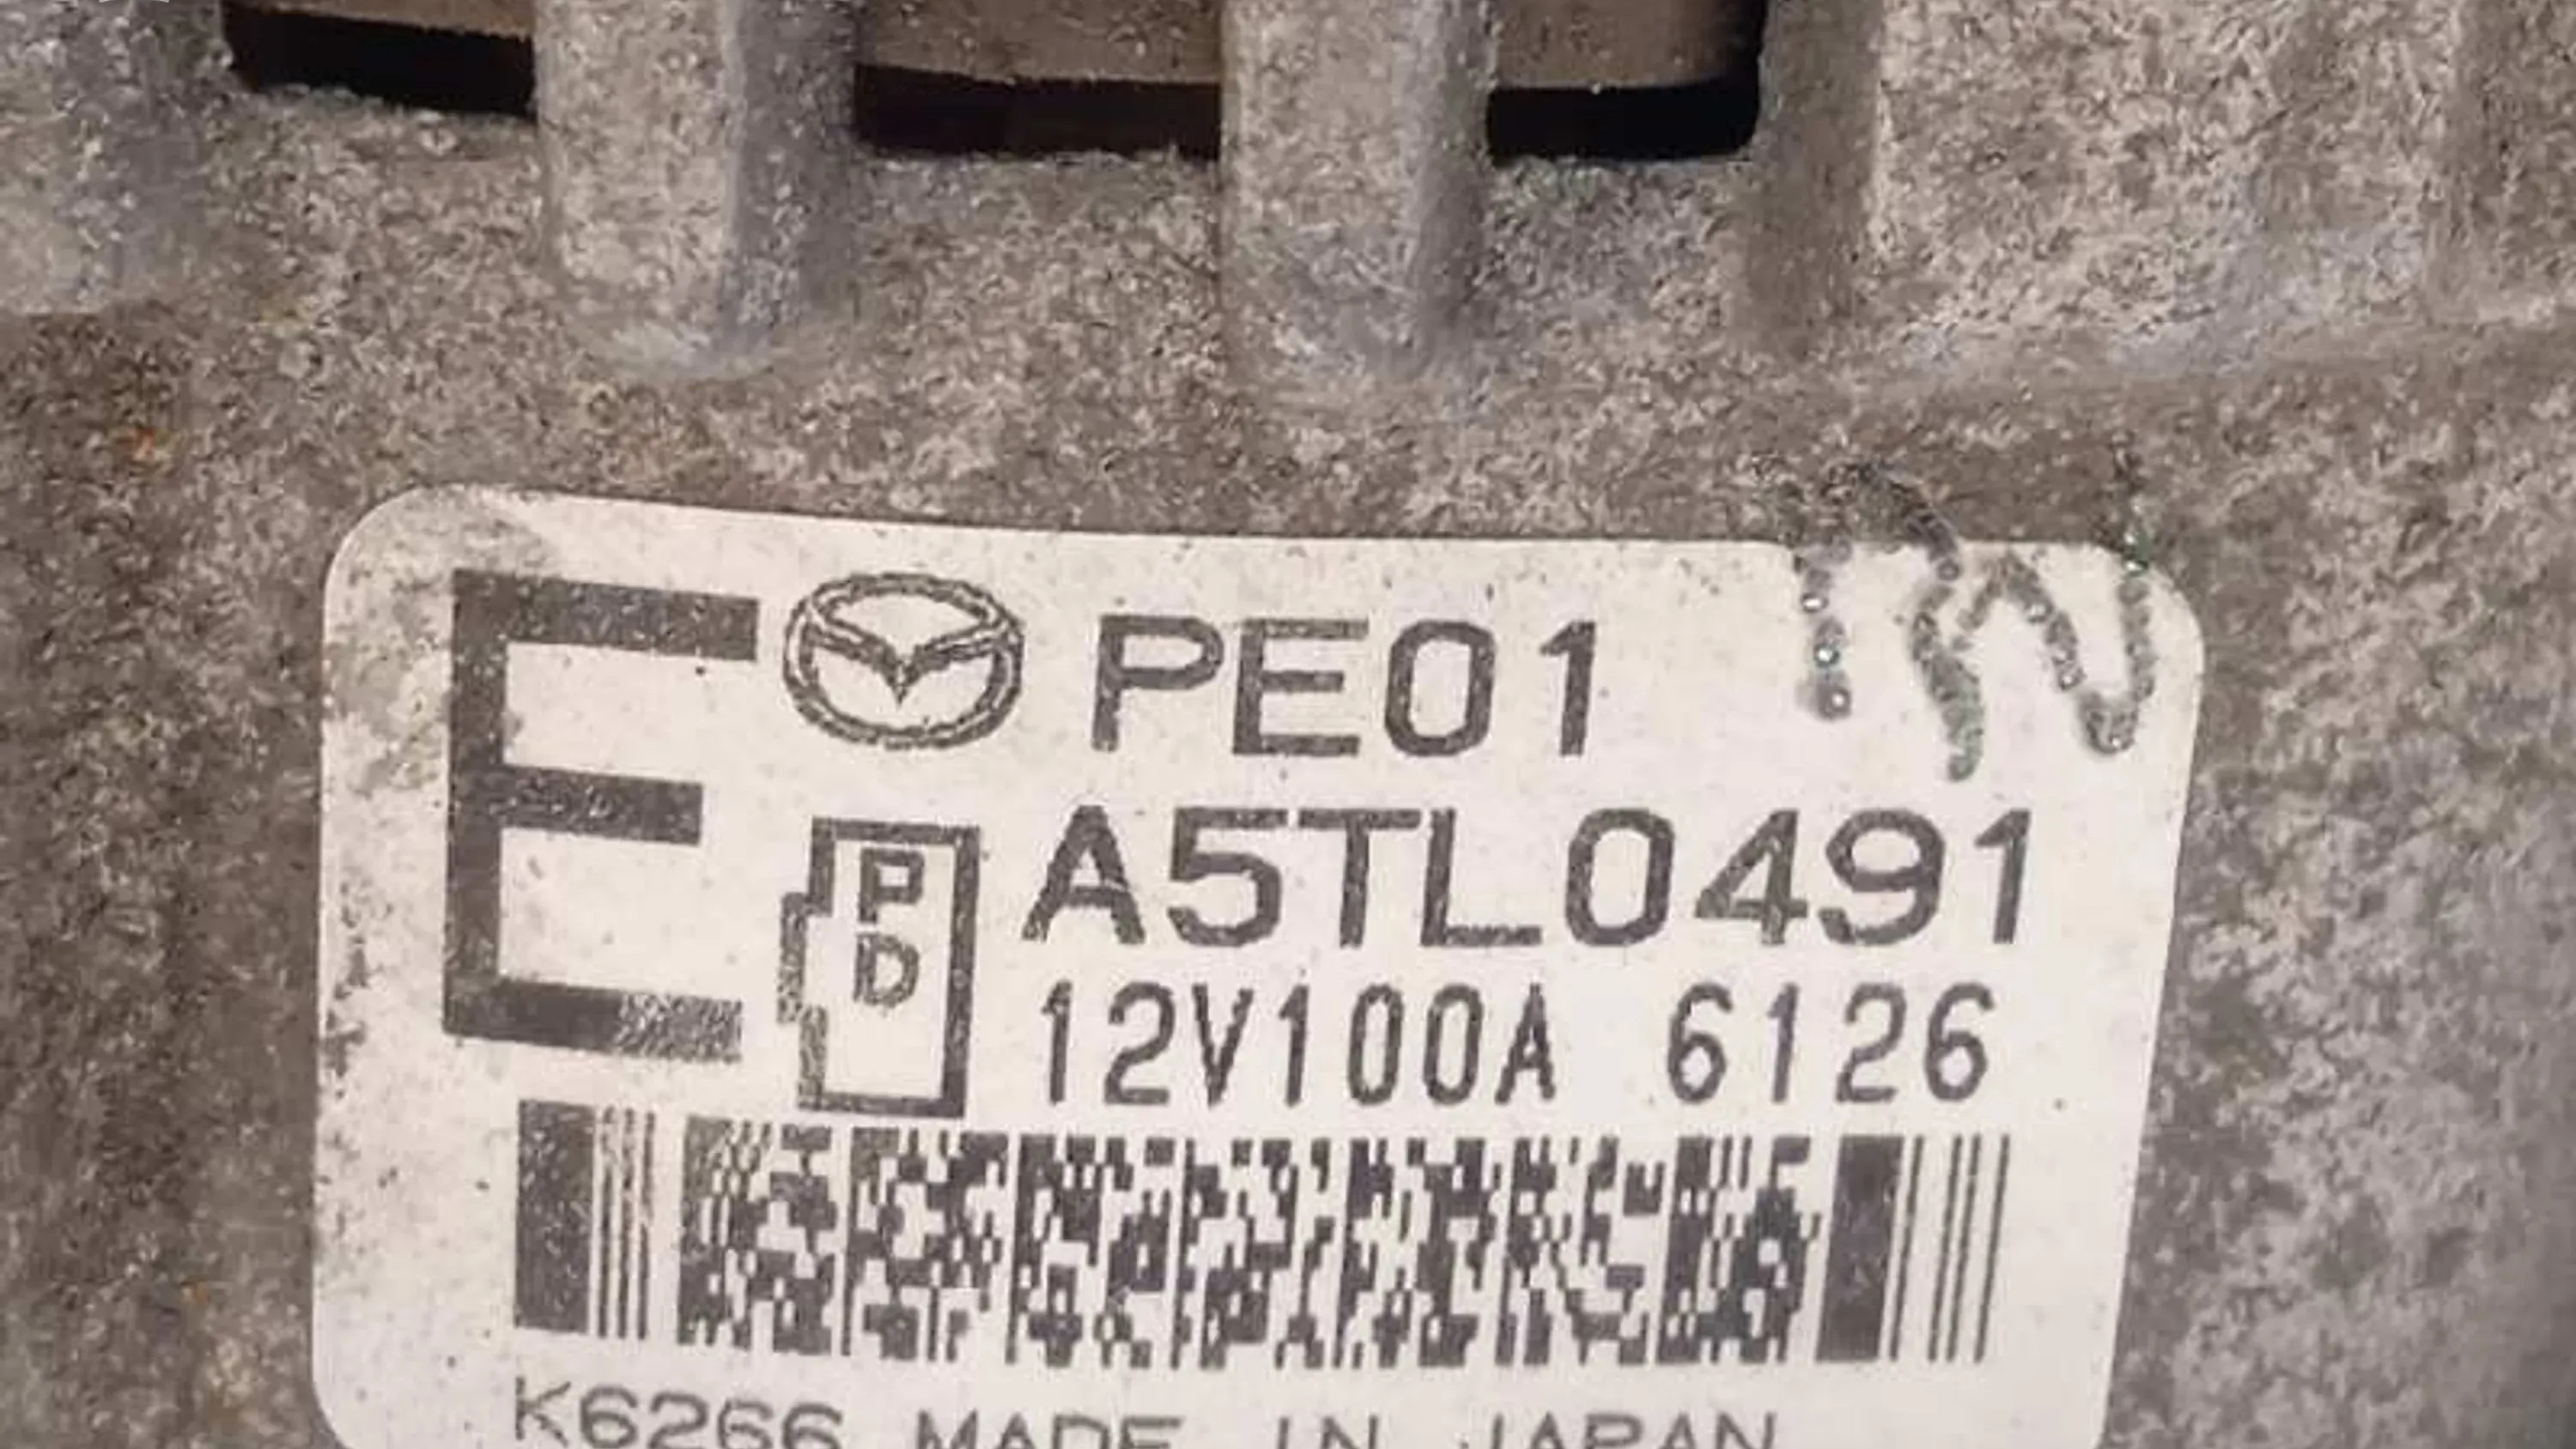 E
PE01
P
D
A5TL0491
12V100A 6126
K6266 MADE IN JAPAN